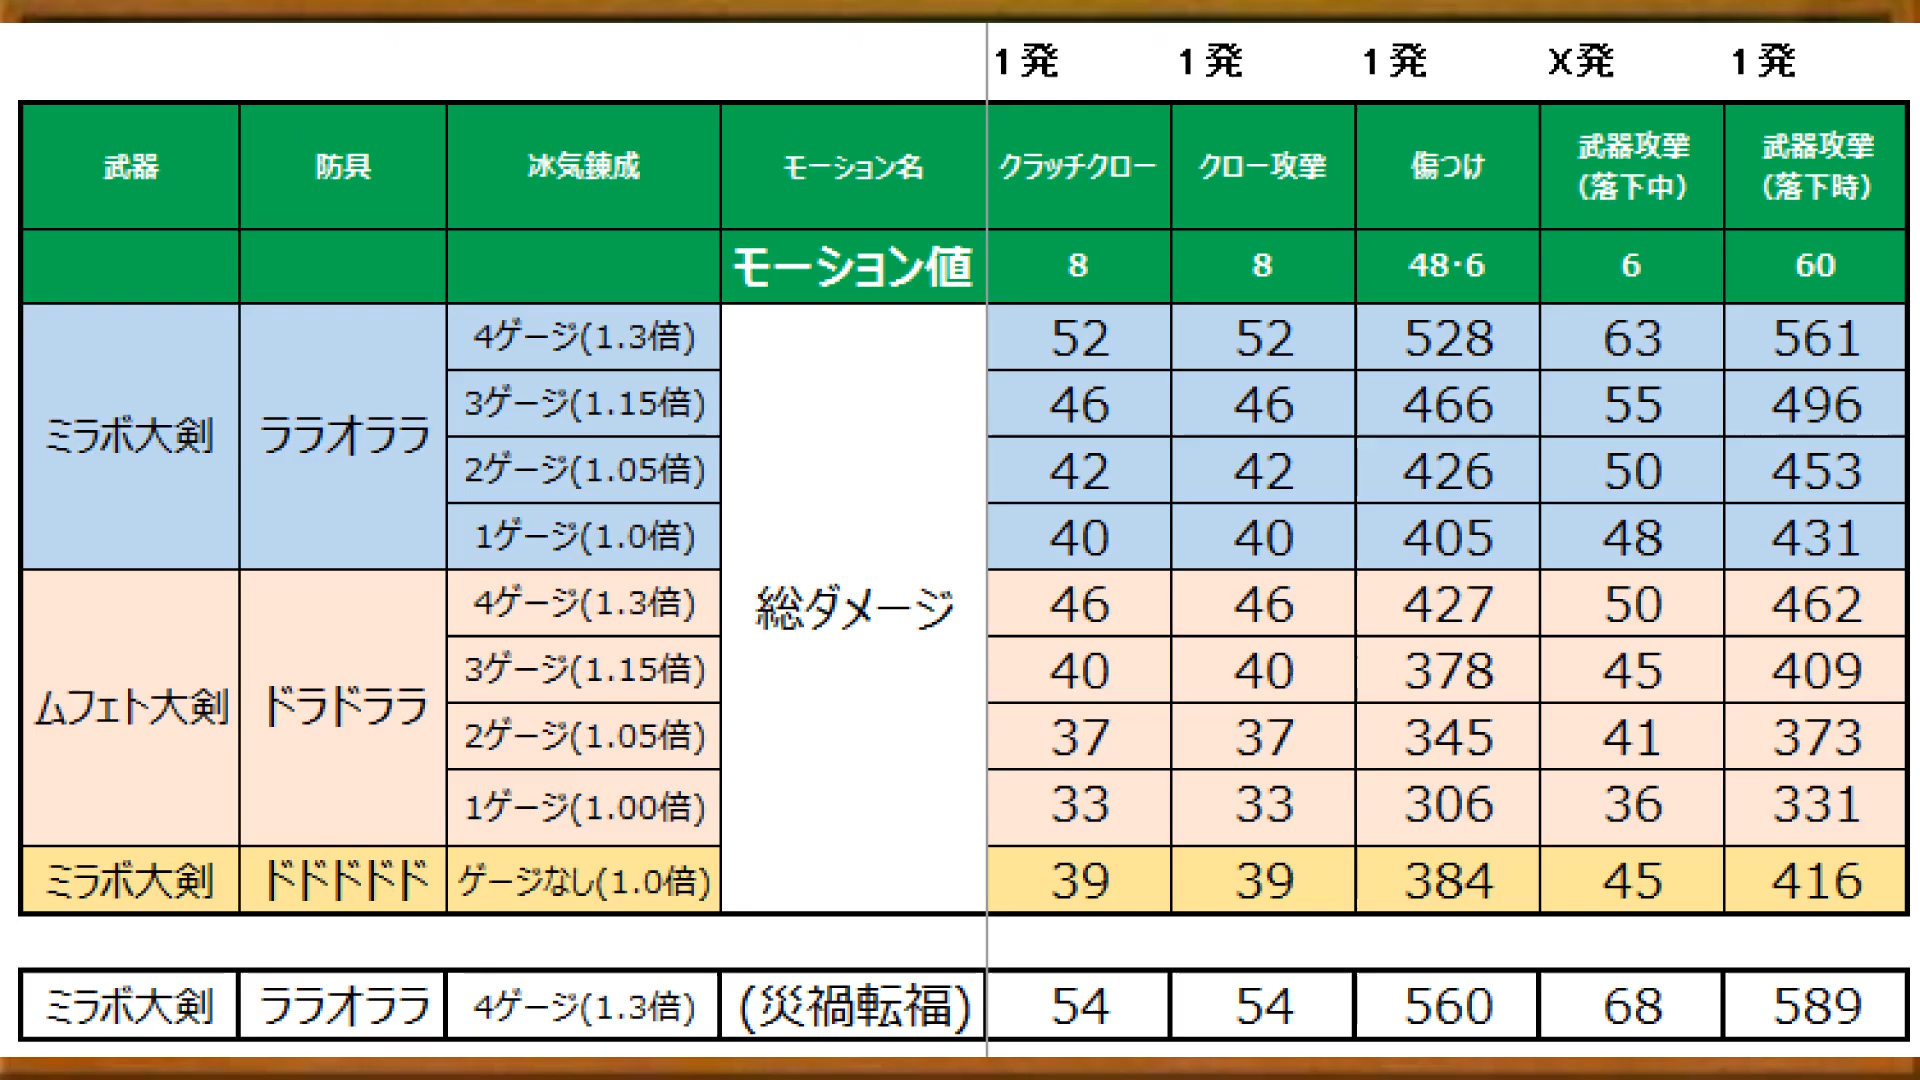 1発 1発 1発 X発 1発
武器 防具 氷気錬成 モーション名 クラッチクロー クロー攻撃 傷つけ 武器攻撃 武器攻撃
(落下中) (落下時)
モーション値 8 8 48･6 6 60
ミラボ大剣 ララオララ 4ゲージ(1.3倍) 総ダメージ 52 52 528 63 561
3ゲージ(1.15倍) 46 46 466 55 496
2ゲージ(1.05倍) 42 42 426 50 453
1ゲージ(1.0倍) 40 40 405 48 431
ムフェト大剣 ドラドララ 4ゲージ(1.3倍) 46 46 427 50 462
3ゲージ(1.15倍) 40 40 378 45 409
2ゲージ(1.05倍) 37 37 345 41 373
1ゲージ(1.00倍) 33 33 306 36 331
ミラボ大剣 ドドドドド ゲージなし(1.0倍) 39 39 384 45 416
ミラボ大剣 ララオララ 4ゲージ(1.3倍) (災禍転福) 54 54 560 68 589